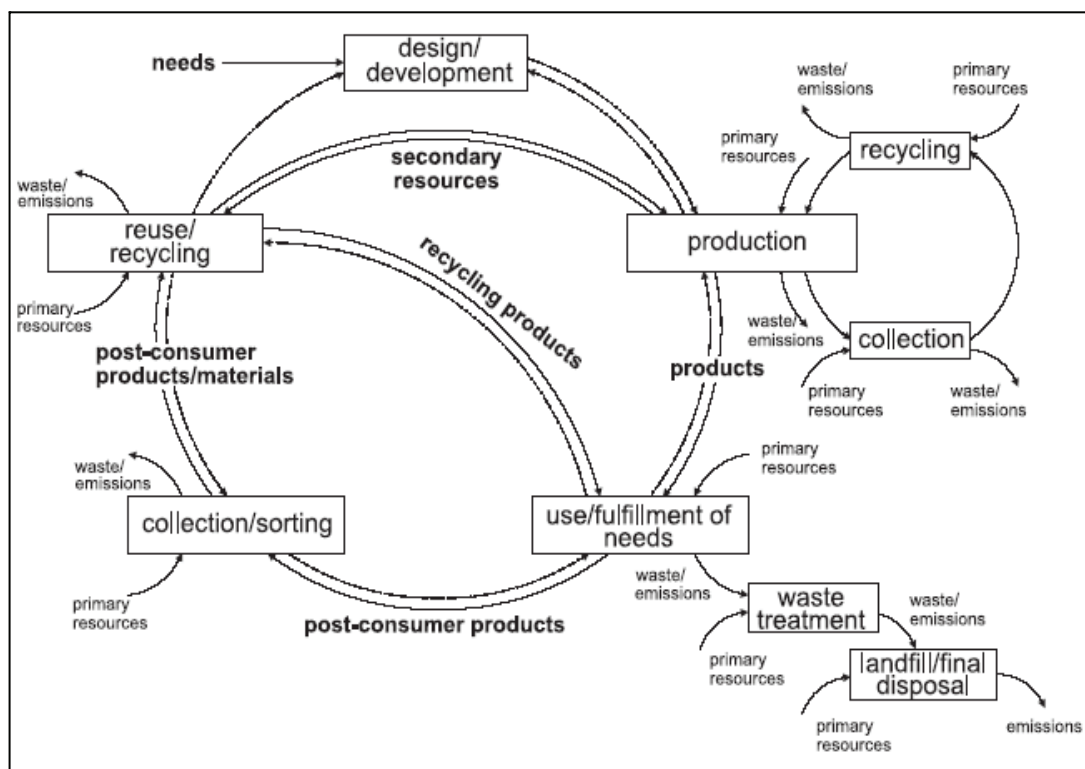 needs
design/
development
waste/
emissions
primary
resources
primary
resources
recycling
secondary
resources
waste/
emissions
reuse/
recycling
production
recycling products
primary
resources
waste/
emissions
collection
post-consumer
products/materials
products
primary
resources
waste/
emissions
primary
resources
waste/
emissions
collection/sorting
use/fulfillment of
needs
waste/
emissions
primary
resources
waste
treatment
waste/
emissions
post-consumer products
primary
resources
landfill/final
disposal
primary
resources
emissions